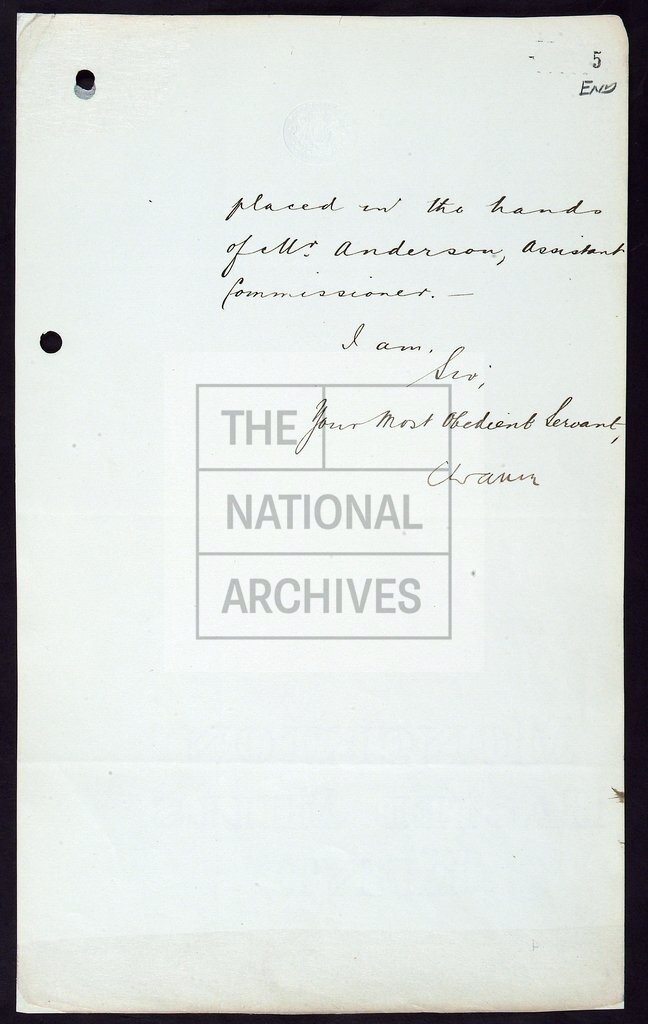 5
END
placed in the hands
of Mr. Anderson, Assistant
Commissioner. —
I am,
Sir,
Your Most Obedient Servant,
CWarren
THE
NATIONAL
ARCHIVES